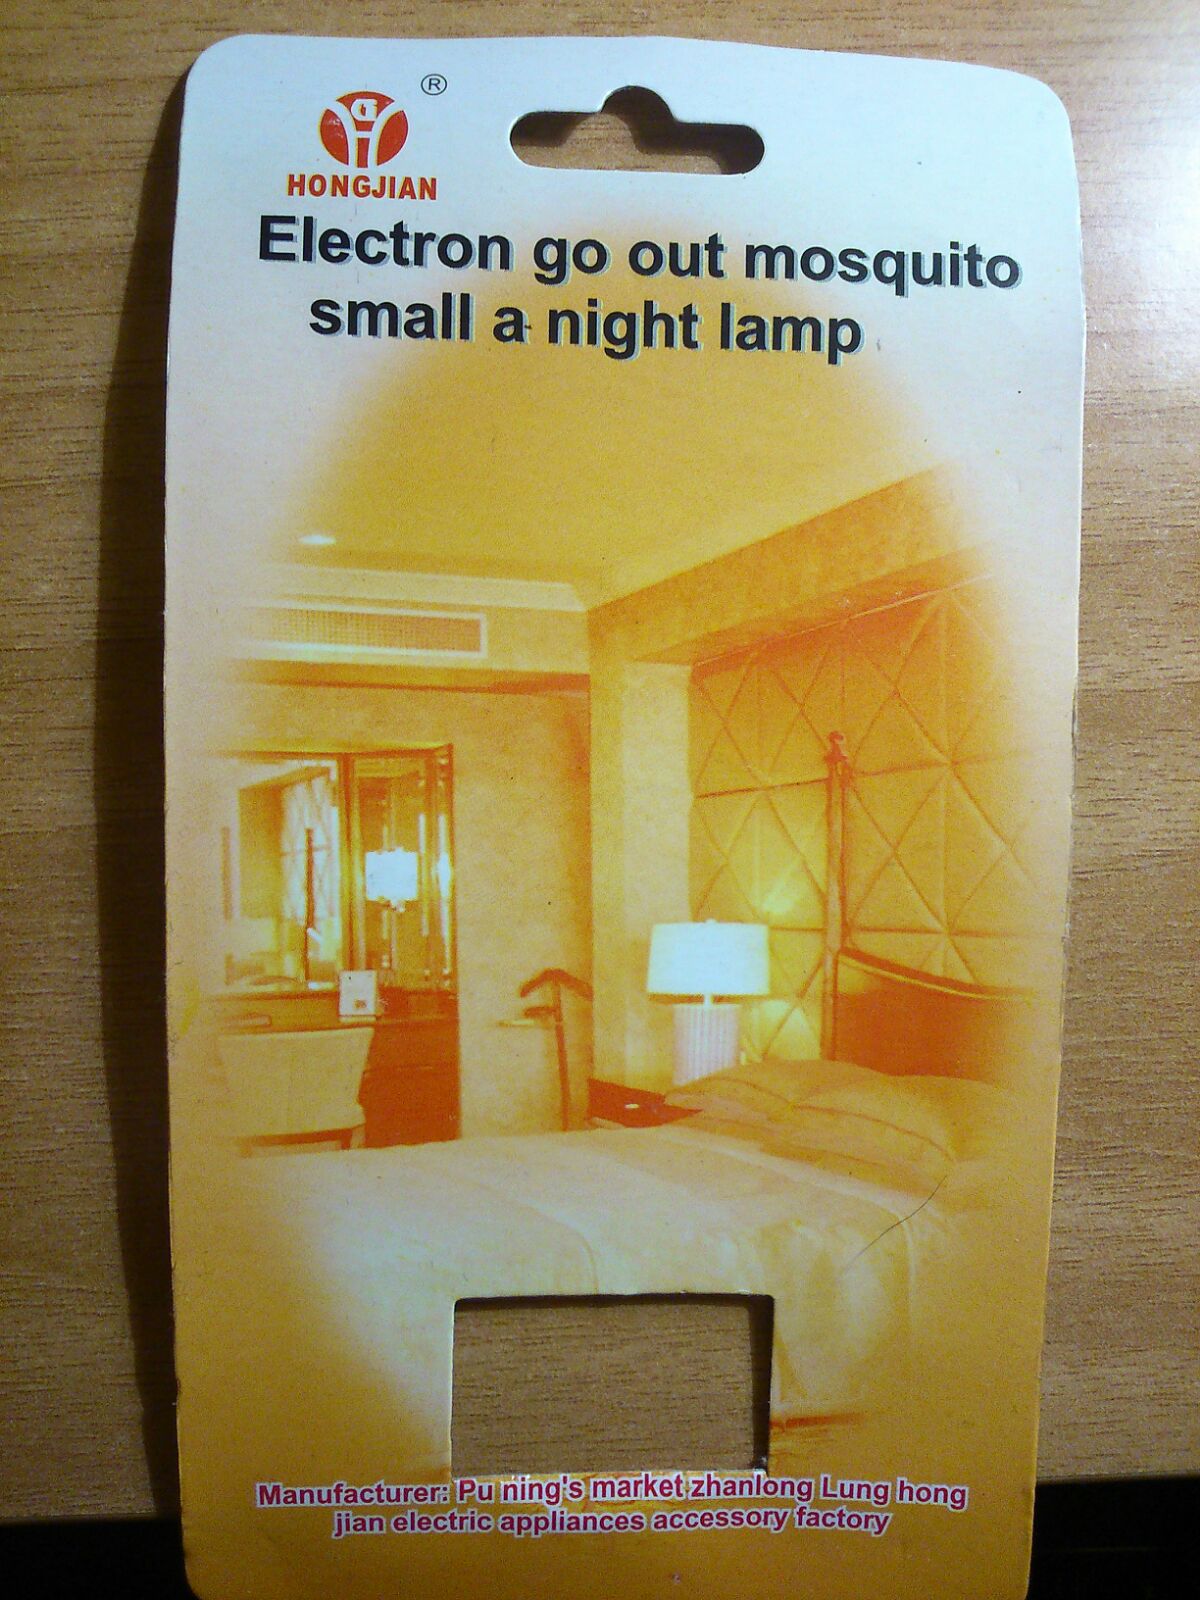 ®
HONGJIAN
Electron go out mosquito
small a night lamp
Manufacturer: Pu ning's market zhanlong Lung hong
jian electric appliances accessory factory